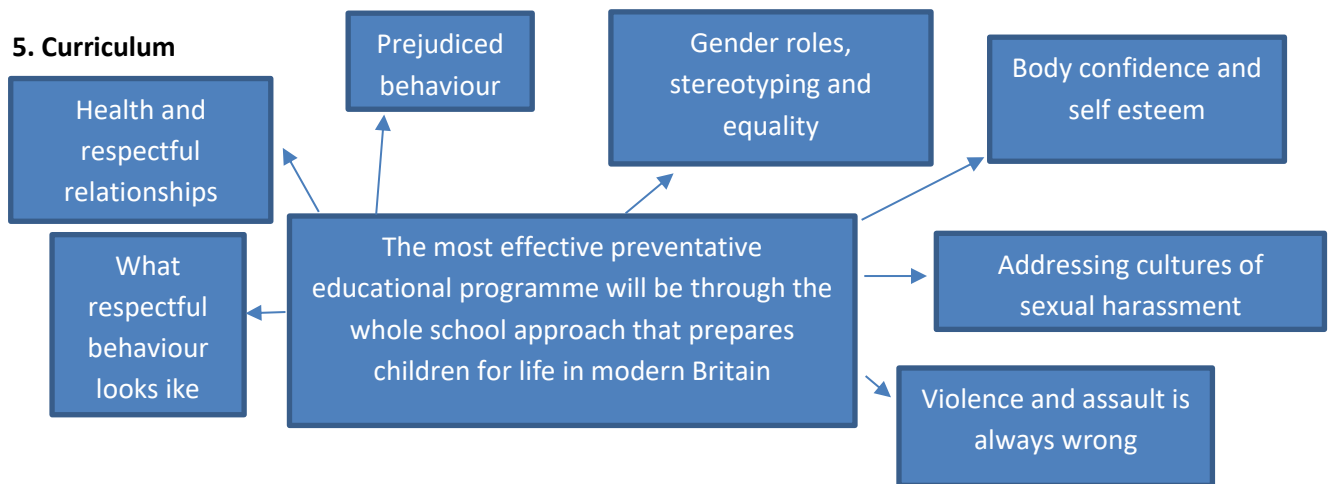 5. Curriculum
Prejudiced
behaviour
Gender roles,
stereotyping and
equality
Body confidence and
self esteem
Health and
respectful
relationships
The most effective preventative
educational programme will be through the
whole school approach that prepares
children for life in modern Britain
What
respectful
behaviour
looks ike
Addressing cultures of
sexual harassment
Violence and assault is
always wrong